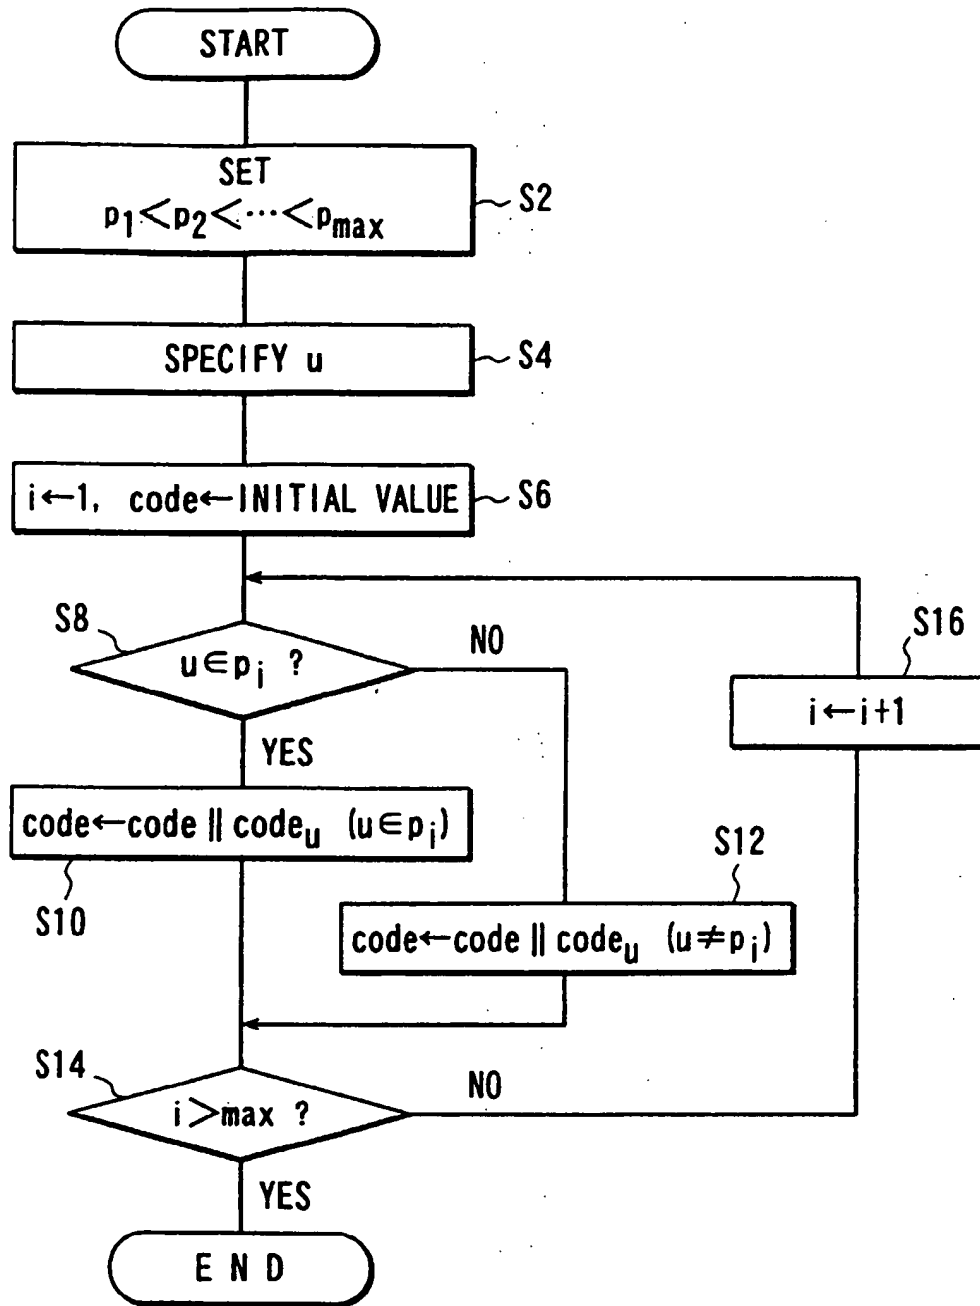 START
SET
p1<p2<···<pmax
S2
SPECIFY u
S4
i←1, code←INITIAL VALUE
S6
S8
u∈pi ?
NO
S16
i←i+1
YES
code←code || codeu (u∈pi)
S10
S12
code←code || codeu (u≠pi)
S14
i>max ?
NO
YES
END